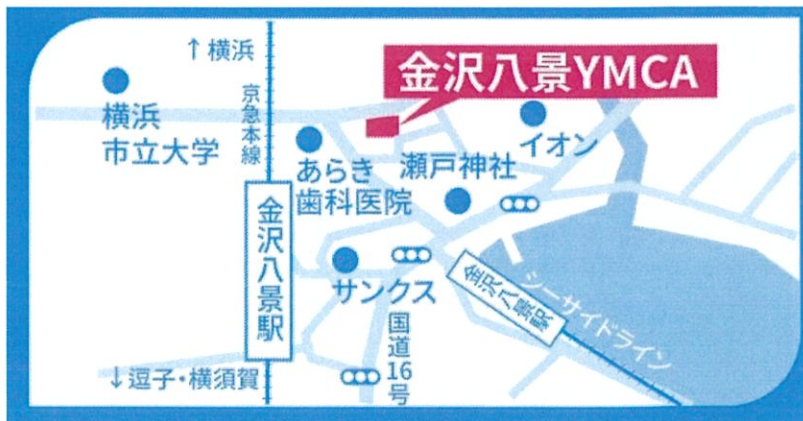 ↑横浜
金沢八景YMCA
京急本線
横浜
市立大学
あらき
歯科医院
瀬戸神社
イオン
金沢八景駅
サンクス
金沢八景駅
シーサイドライン
国道16号
↓逗子・横須賀